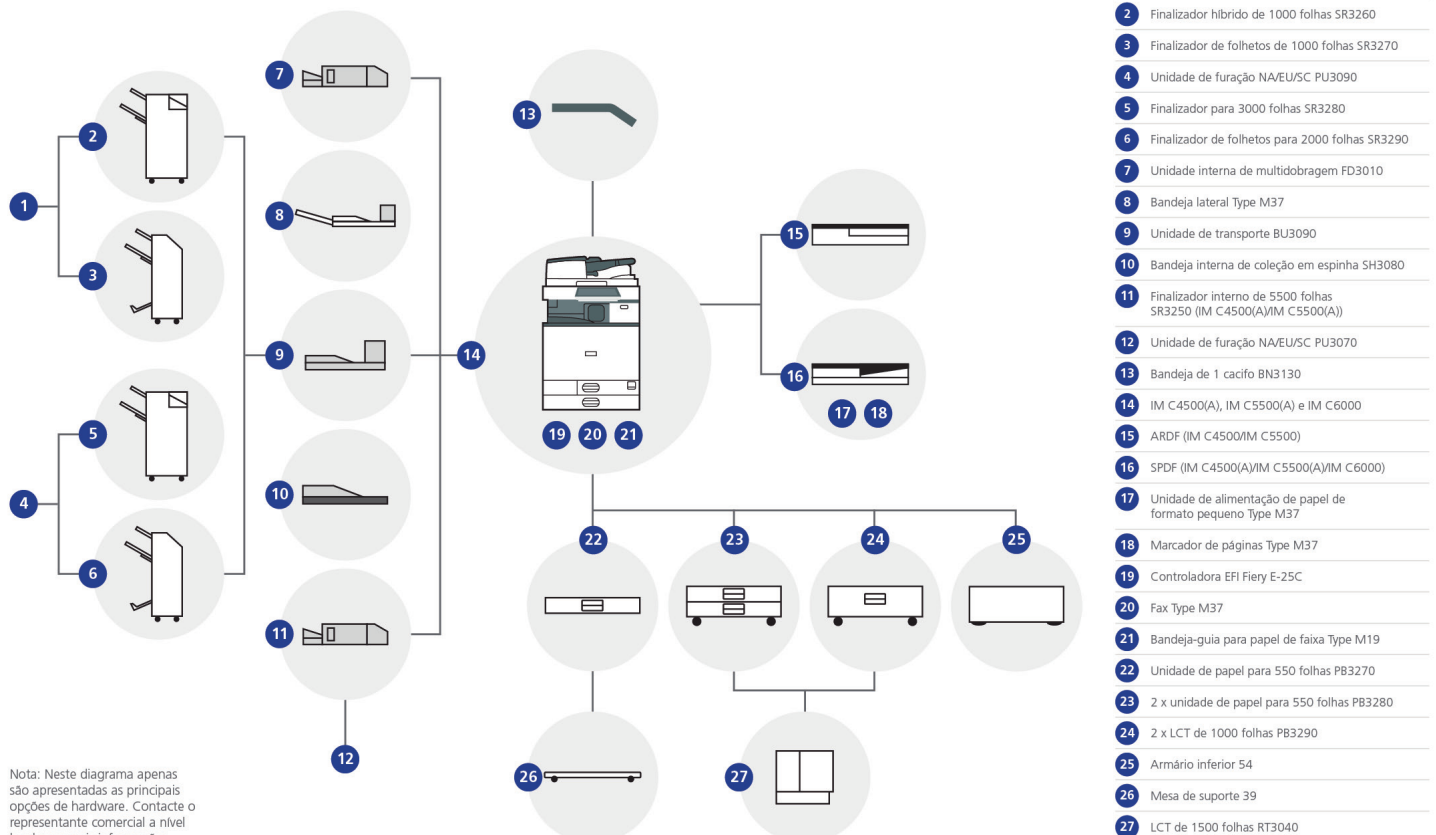 1
2
3
4
5
6
7
8
9
10
11
12
13
14
15
16
17 18
19 20 21
22
23
24
25
26
27
Nota: Neste diagrama apenas
são apresentadas as principais
opções de hardware. Contacte o
representante comercial a nível
2 Finalizador híbrido de 1000 folhas SR3260
3 Finalizador de folhetos de 1000 folhas SR3270
4 Unidade de furação NA/EU/SC PU3090
5 Finalizador para 3000 folhas SR3280
6 Finalizador de folhetos para 2000 folhas SR3290
7 Unidade interna de multidobragem FD3010
8 Bandeja lateral Type M37
9 Unidade de transporte BU3090
10 Bandeja interna de coleção em espinha SH3080
11 Finalizador interno de 5500 folhas
SR3250 (IM C4500(A)/IM C5500(A))
12 Unidade de furação NA/EU/SC PU3070
13 Bandeja de 1 cacifo BN3130
14 IM C4500(A), IM C5500(A) e IM C6000
15 ARDF (IM C4500/IM C5500)
16 SPDF (IM C4500(A)/IM C5500(A)/IM C6000)
17 Unidade de alimentação de papel de
formato pequeno Type M37
18 Marcador de páginas Type M37
19 Controladora EFI Fiery E-25C
20 Fax Type M37
21 Bandeja-guia para papel de faixa Type M19
22 Unidade de papel para 550 folhas PB3270
23 2 x unidade de papel para 550 folhas PB3280
24 2 x LCT de 1000 folhas PB3290
25 Armário inferior 54
26 Mesa de suporte 39
27 LCT de 1500 folhas RT3040